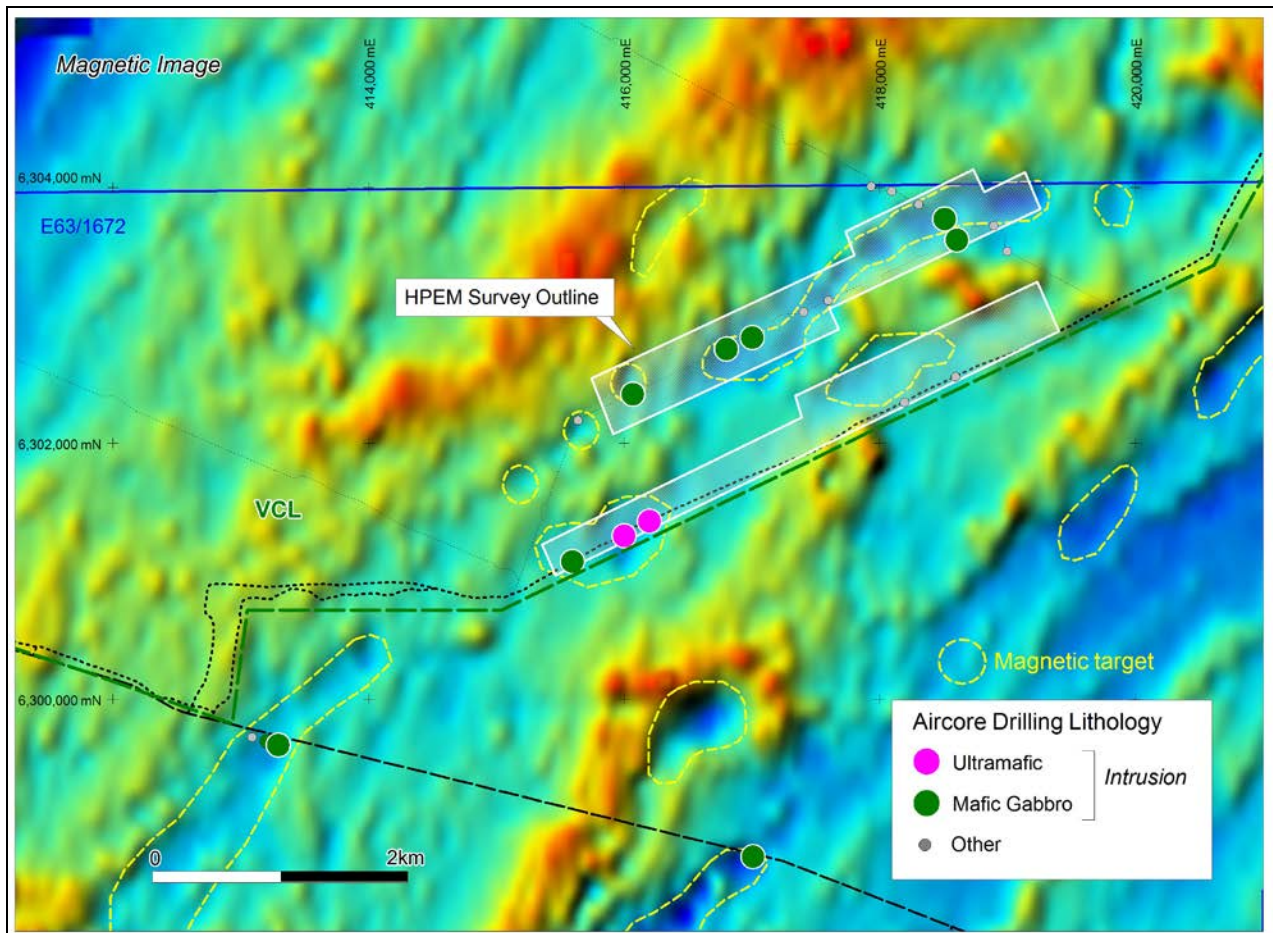 Magnetic Image
414,000 mE
416,000 mE
418,000 mE
420,000 mE
6,304,000 mN
E63/1672
HPEM Survey Outline
6,302,000 mN
VCL
Magnetic target
6,300,000 mN
Aircore Drilling Lithology
Ultramafic
Intrusion
Mafic Gabbro
Other
0 2km